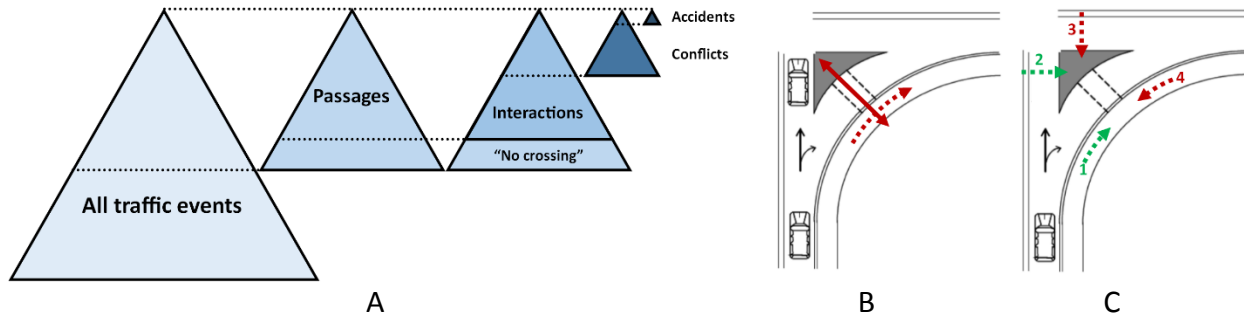 Accidents
Conflicts
Passages
Interactions
“No crossing”
All traffic events
A
B
C
3
2
4
1